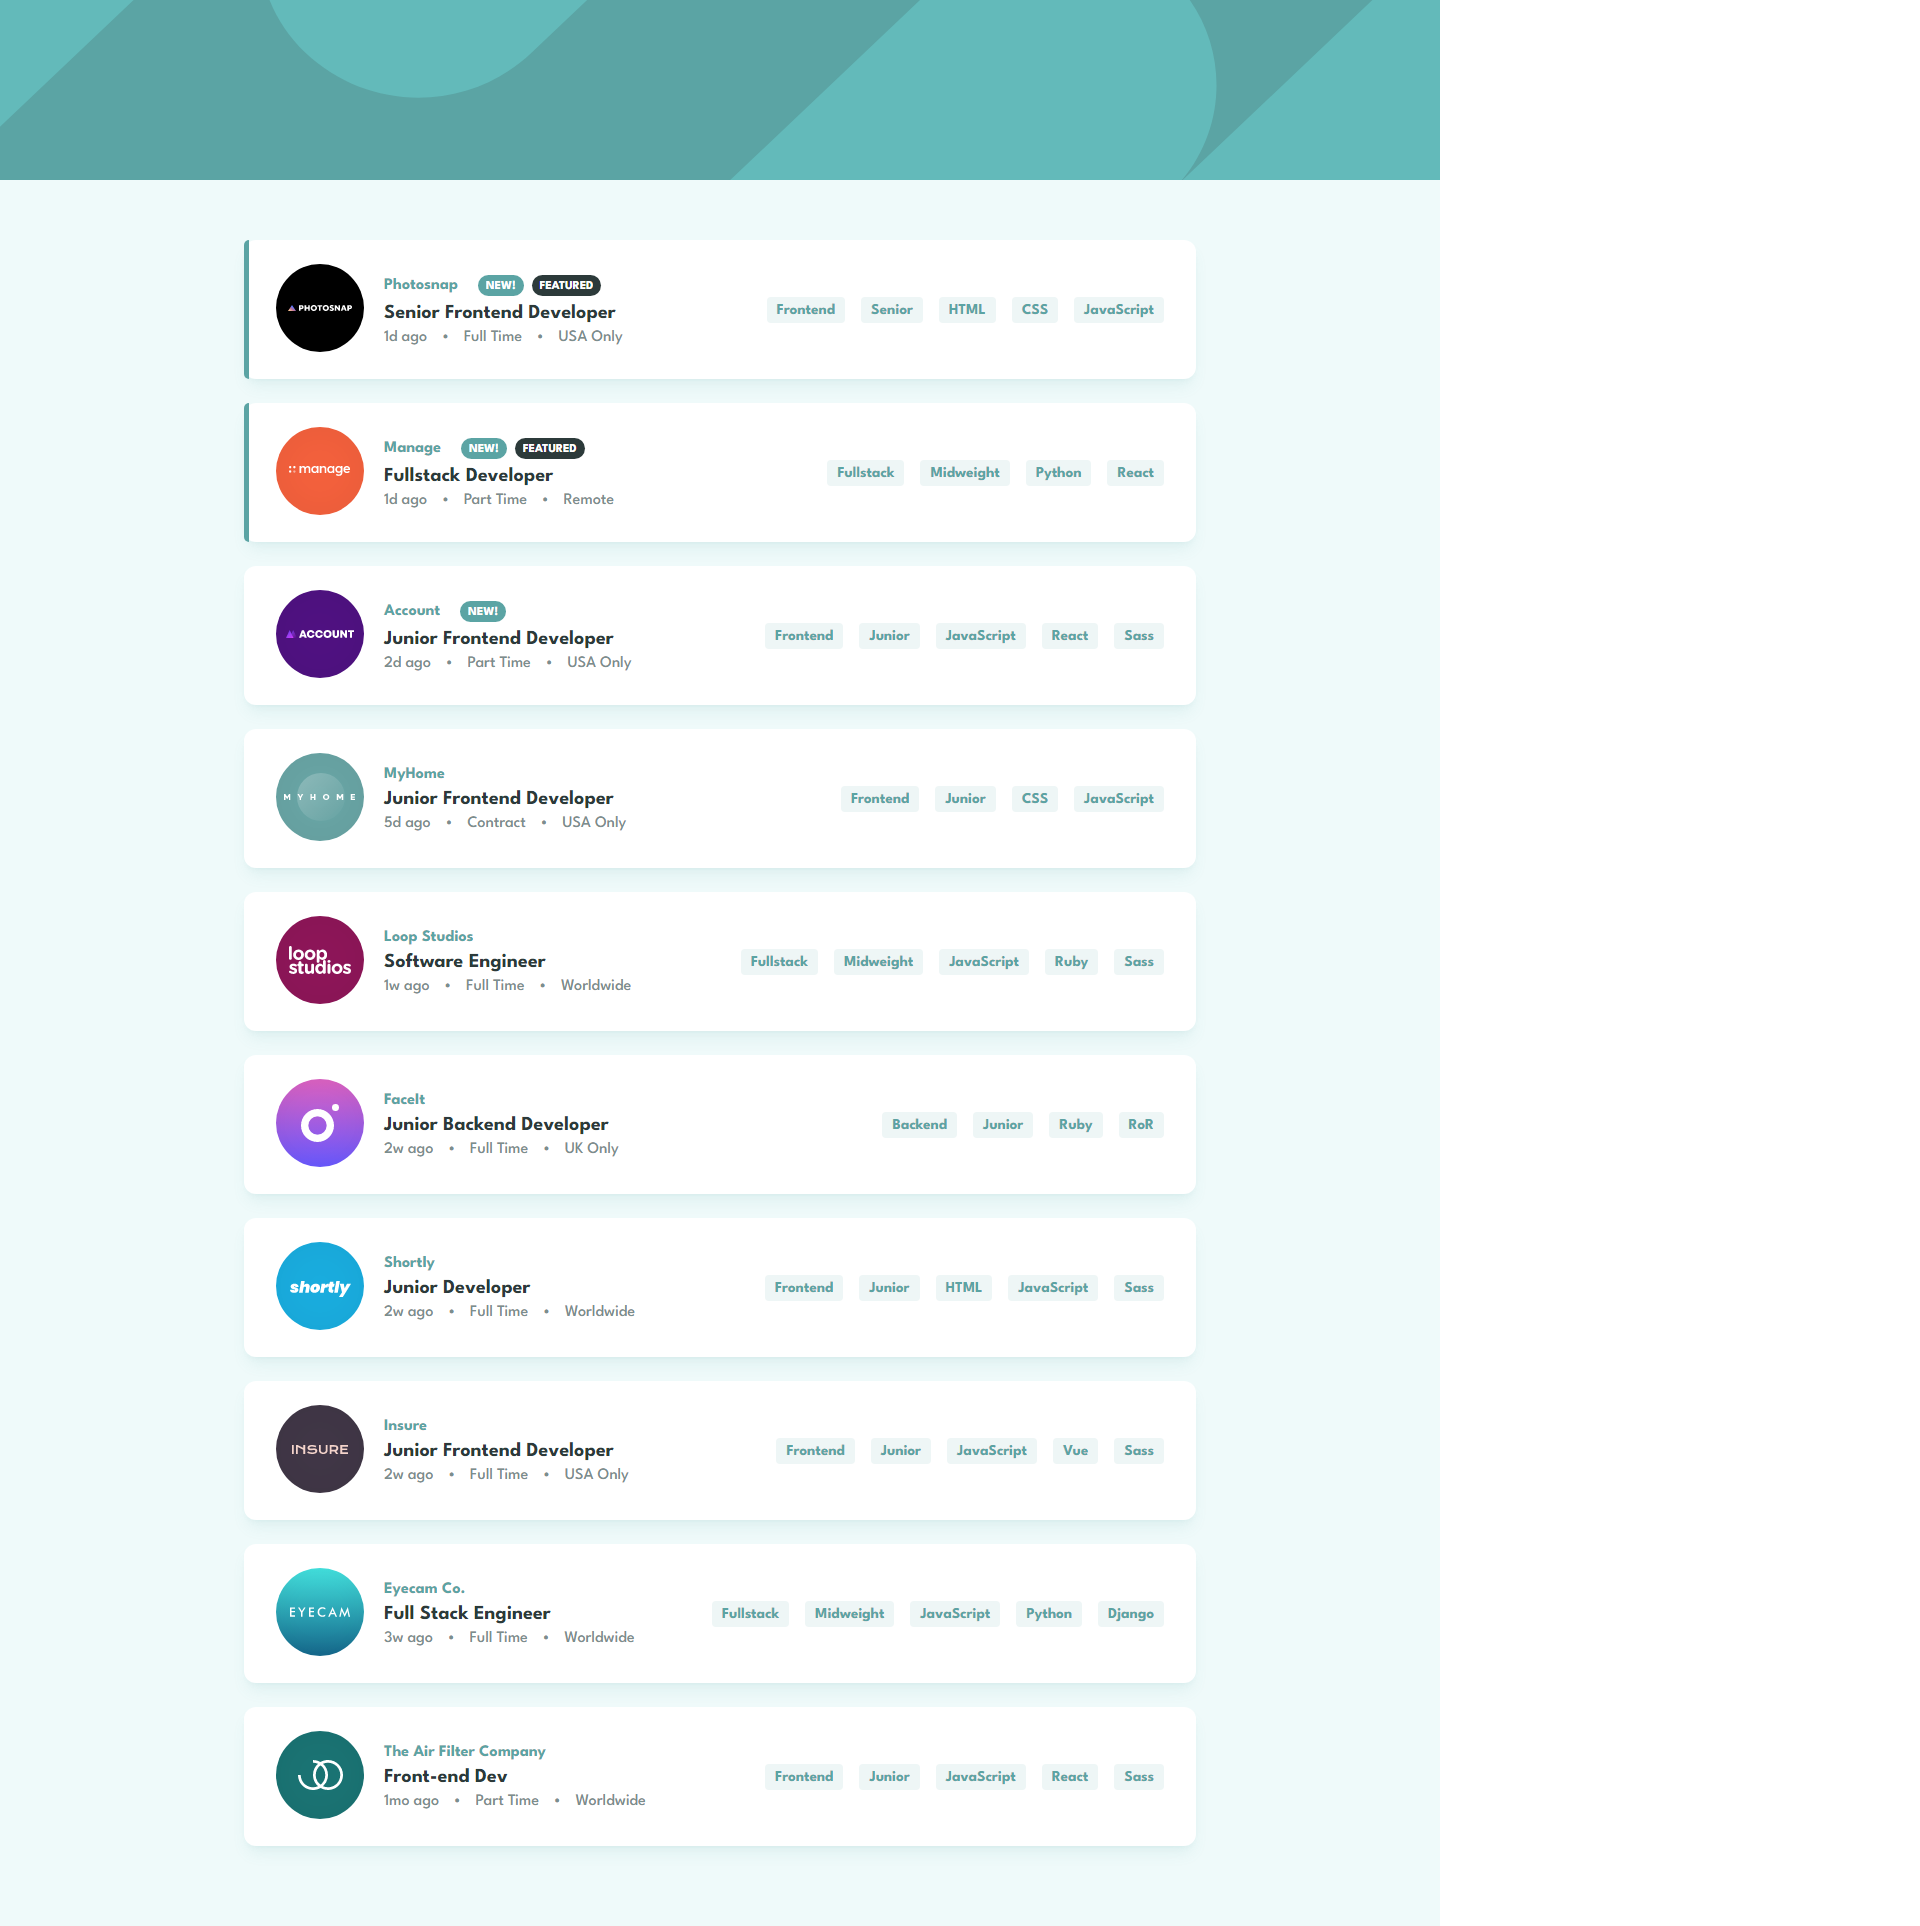 PHOTOSNAP
Photosnap NEW! FEATURED
Senior Frontend Developer
1d ago • Full Time • USA Only
Frontend Senior HTML CSS JavaScript
manage
Manage NEW! FEATURED
Fullstack Developer
1d ago • Part Time • Remote
Fullstack Midweight Python React
ACCOUNT
Account NEW!
Junior Frontend Developer
2d ago • Part Time • USA Only
Frontend Junior JavaScript React Sass
MYHOME
MyHome
Junior Frontend Developer
5d ago • Contract • USA Only
Frontend Junior CSS JavaScript
loop
studios
Loop Studios
Software Engineer
1w ago • Full Time • Worldwide
Fullstack Midweight JavaScript Ruby Sass
FaceIt
Junior Backend Developer
2w ago • Full Time • UK Only
Backend Junior Ruby RoR
shortly
Shortly
Junior Developer
2w ago • Full Time • Worldwide
Frontend Junior HTML JavaScript Sass
INSURE
Insure
Junior Frontend Developer
2w ago • Full Time • USA Only
Frontend Junior JavaScript Vue Sass
EYECAM
Eyecam Co.
Full Stack Engineer
3w ago • Full Time • Worldwide
Fullstack Midweight JavaScript Python Django
The Air Filter Company
Front-end Dev
1mo ago • Part Time • Worldwide
Frontend Junior JavaScript React Sass